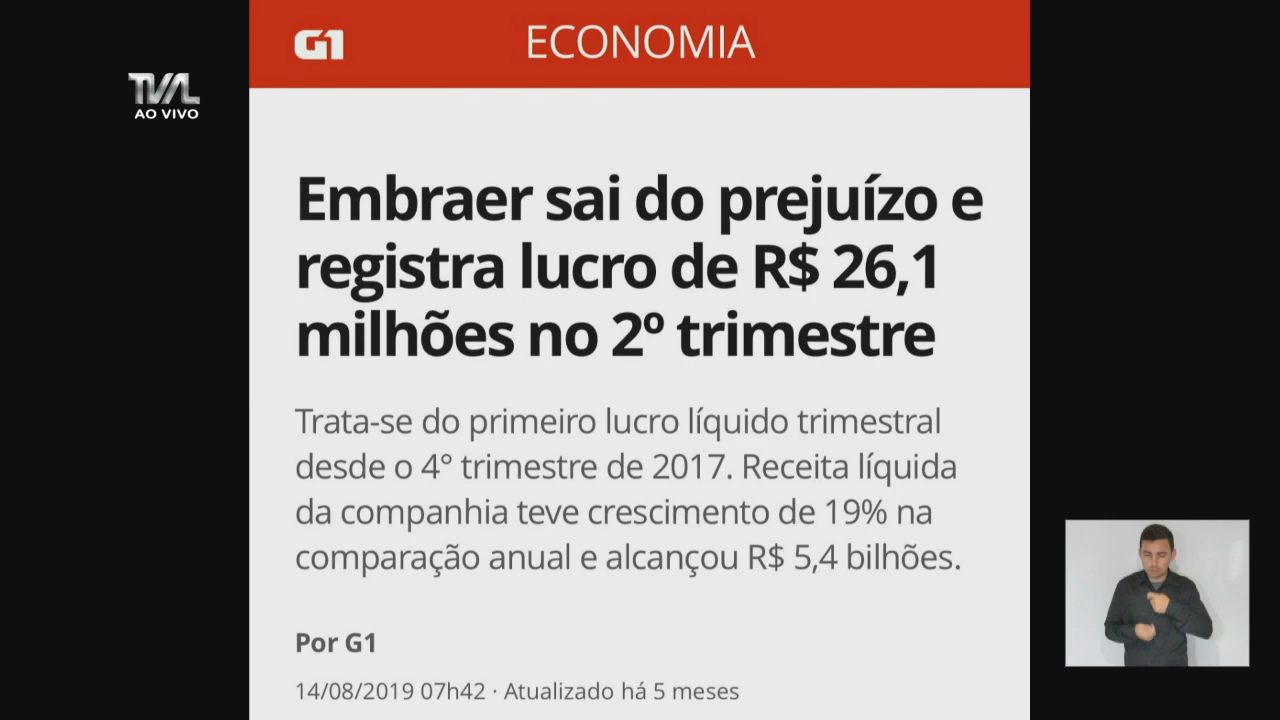 G1
ECONOMIA
TVAL
AO VIVO
Embraer sai do prejuízo e
registra lucro de R$ 26,1
milhões no 2º trimestre
Trata-se do primeiro lucro líquido trimestral
desde o 4° trimestre de 2017. Receita líquida
da companhia teve crescimento de 19% na
comparação anual e alcançou R$ 5,4 bilhões.
Por G1
14/08/2019 07h42 · Atualizado há 5 meses